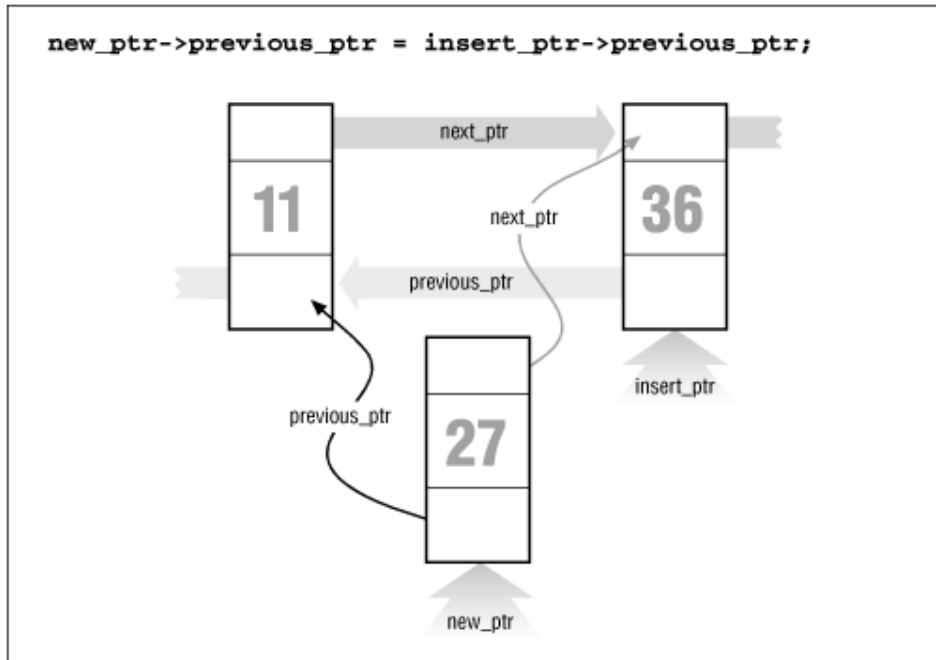 new_ptr->previous_ptr = insert_ptr->previous_ptr;
next_ptr
11
36
next_ptr
previous_ptr
insert_ptr
previous_ptr
27
new_ptr